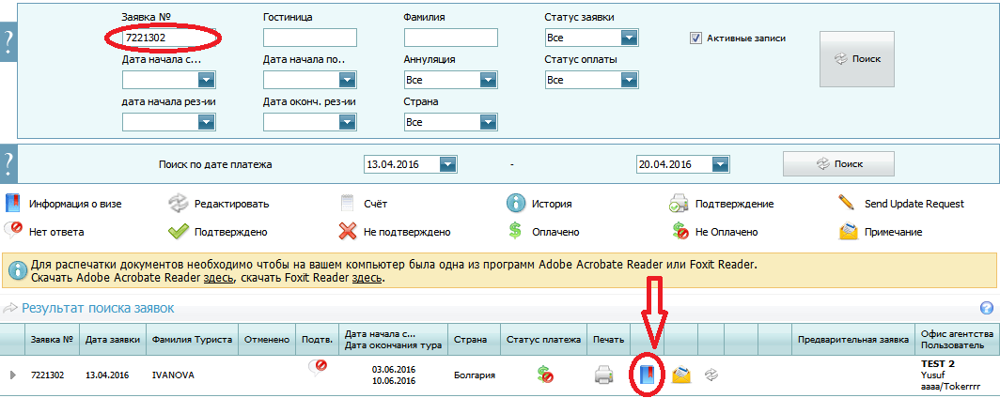 Заявка № Гостиница Фамилия Статус заявки
7221302 Все Активные записи
Поиск
Дата начала с... Дата начала по.. Аннуляция Статус оплаты
Все Все
дата начала рез-ии Дата оконч. рез-ии Страна
Все
Поиск по дате платежа 13.04.2016 - 20.04.2016 Поиск
Информация о визе Редактировать Счёт История Подтверждение Send Update Request
Нет ответа Подтверждено Не подтверждено Оплачено Не Оплачено Примечание
Для распечатки документов необходимо чтобы на вашем компьютер была одна из программ Adobe Acrobate Reader или Foxit Reader.
Скачать Adobe Acrobate Reader здесь, скачать Foxit Reader здесь.
Результат поиска заявок
Заявка № Дата заявки Фамилия Туриста Отменено Подтв. Дата начала с... Дата окончания тура Страна Статус платежа Печать Предварительная заявка Офис агентства Пользователь
7221302 13.04.2016 IVANOVA 03.06.2016 10.06.2016 Болгария TEST 2 Yusuf aaaa/Tokerrrr